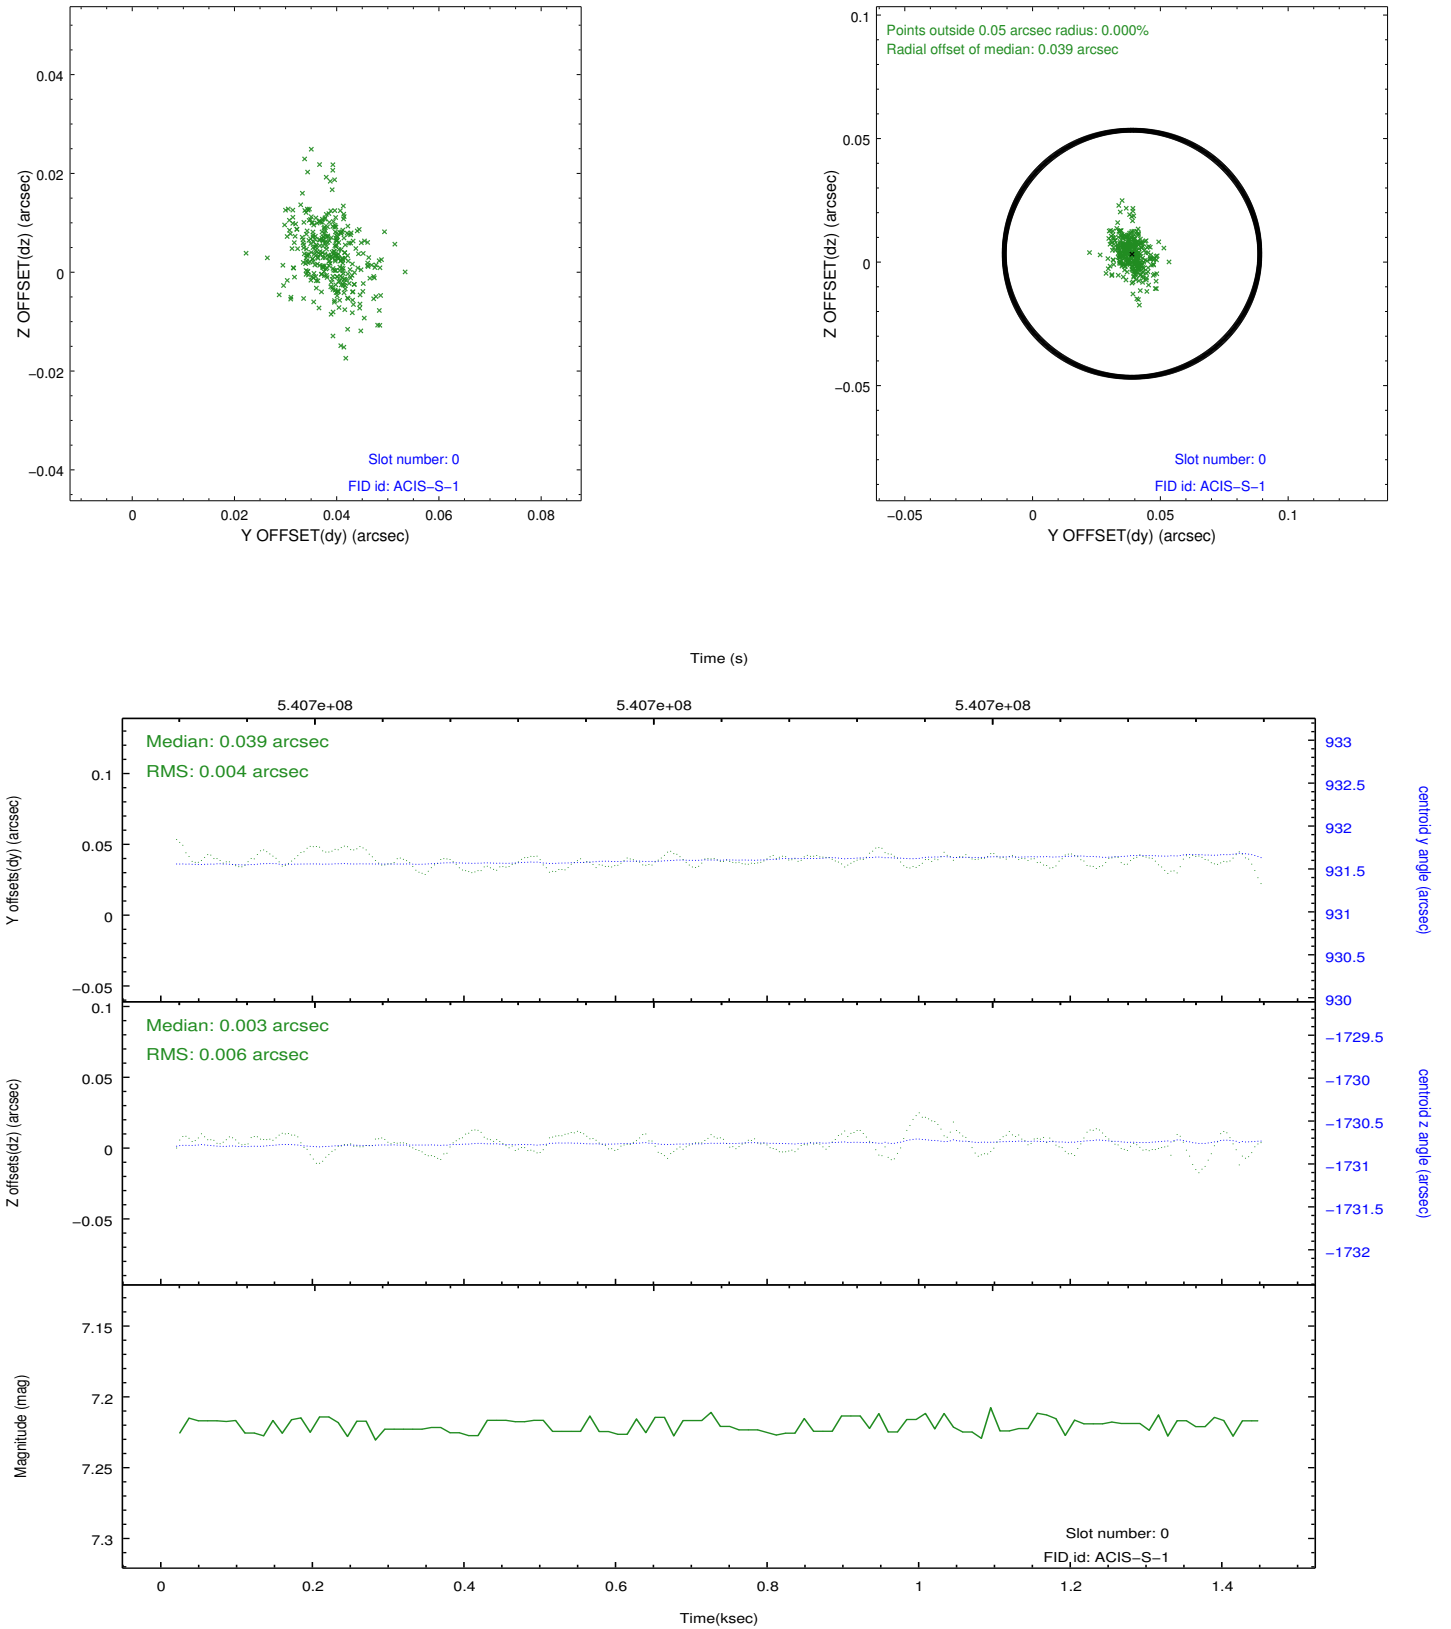 0.04
0.02
0
−0.02
−0.04
Z OFFSET(dz) (arcsec)
Slot number: 0
FID id: ACIS−S−1
0
0.02
0.04
0.06
0.08
Y OFFSET(dy) (arcsec)
Points outside 0.05 arcsec radius: 0.000%
Radial offset of median: 0.039 arcsec
0.1
0.05
0
−0.05
Z OFFSET(dz) (arcsec)
Slot number: 0
FID id: ACIS−S−1
−0.05
0
0.05
0.1
Y OFFSET(dy) (arcsec)
Time (s)
5.407e+08
5.407e+08
5.407e+08
Median: 0.039 arcsec
RMS: 0.004 arcsec
0.1
0.05
0
−0.05
Y offsets(dy) (arcsec)
933
932.5
932
931.5
931
930.5
930
centroid y angle (arcsec)
Median: 0.003 arcsec
RMS: 0.006 arcsec
0.1
0.05
0
−0.05
Z offsets(dz) (arcsec)
−1729.5
−1730
−1730.5
−1731
−1731.5
−1732
centroid z angle (arcsec)
7.15
7.2
7.25
7.3
Magnitude (mag)
Slot number: 0
FID id: ACIS−S−1
0
0.2
0.4
0.6
0.8
1
1.2
1.4
Time(ksec)